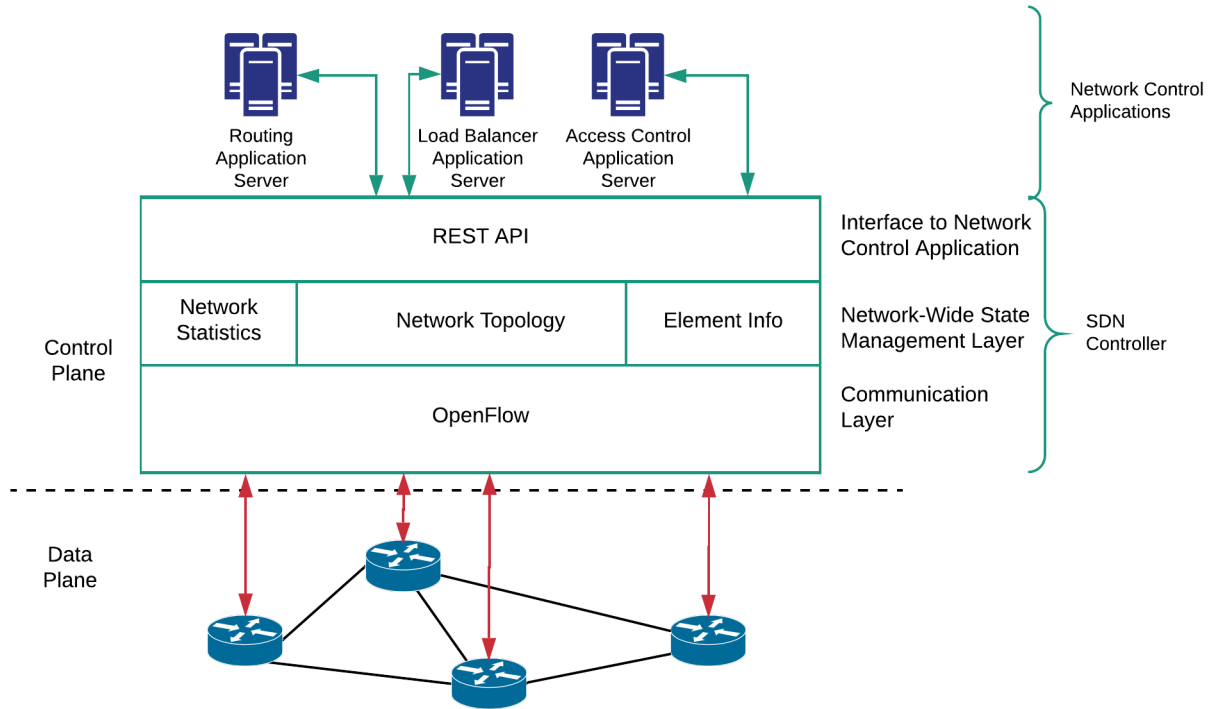 Routing
Application
Server
Load Balancer
Application
Server
Access Control
Application
Server
Network Control
Applications
REST API
Interface to Network
Control Application
Network
Statistics
Network Topology
Element Info
Network-Wide State
Management Layer
SDN
Controller
Control
Plane
OpenFlow
Communication
Layer
Data
Plane